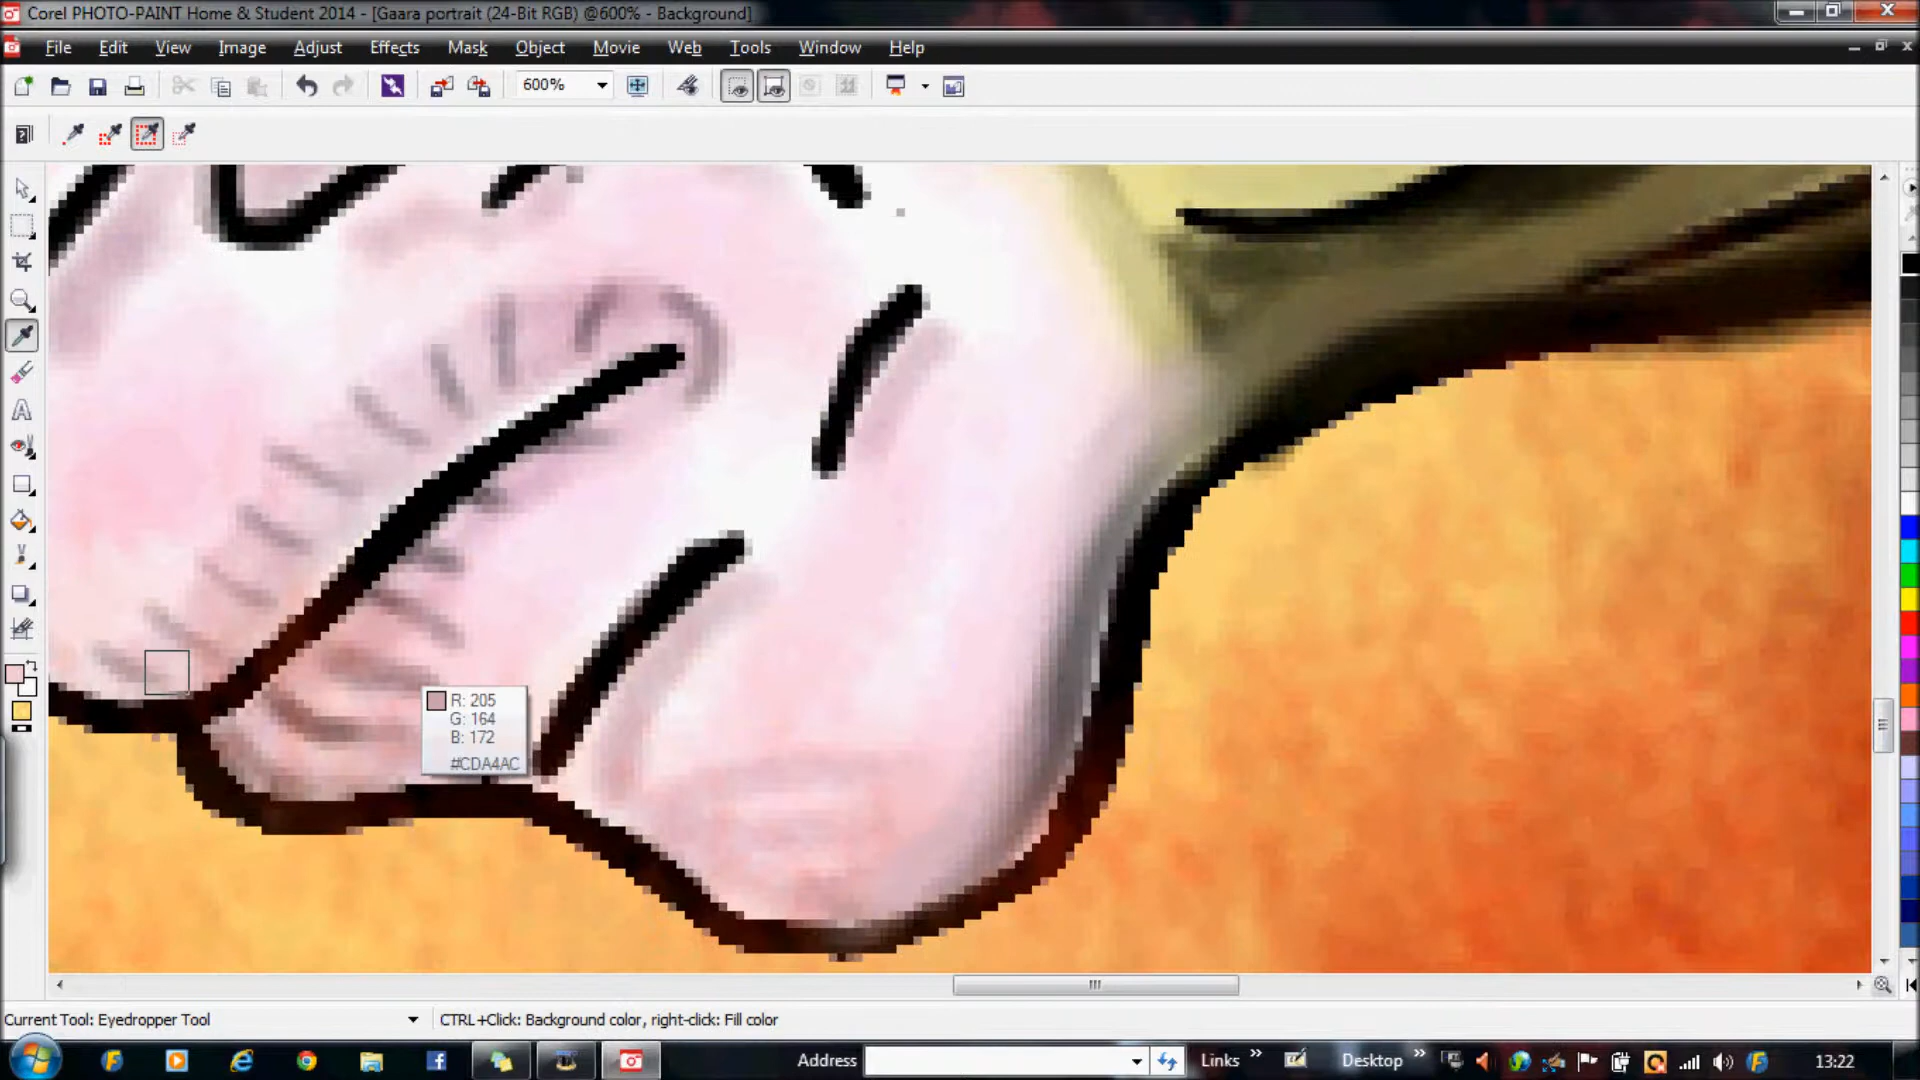 Corel PHOTO-PAINT Home & Student 2014 - [Gaara portrait (24-Bit RGB) @600% - Background]
File Edit View Image Adjust Effects Mask Object Movie Web Tools Window Help
600%
R: 205
G: 164
B: 172
#CDA4AC
Current Tool: Eyedropper Tool
CTRL+Click: Background color, right-click: Fill color
Address
Links
Desktop
13:22